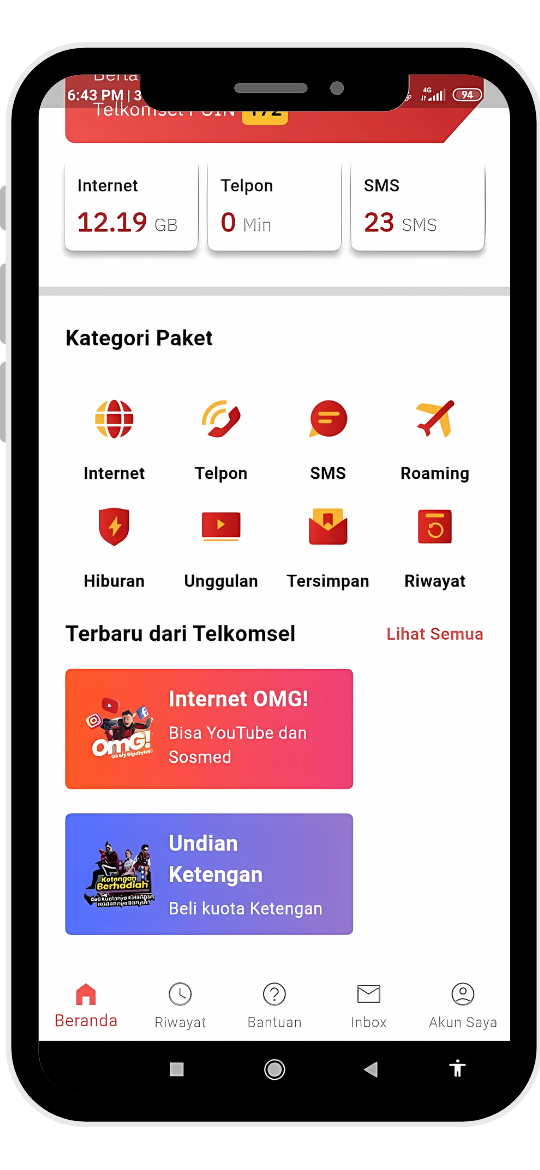 6:43 PM | 3
4G
94
Telkomsel POIN 172
Internet
Telpon
SMS
12.19 GB
0 Min
23 SMS
Kategori Paket
Internet
Telpon
SMS
Roaming
Hiburan
Unggulan
Tersimpan
Riwayat
Terbaru dari Telkomsel
Lihat Semua
Internet OMG!
Bisa YouTube dan
Sosmed
OMG!
Undian
Ketengan
Beli kuota Ketengan
Ketengan
Berhadiah
Beranda
Riwayat
Bantuan
Inbox
Akun Saya